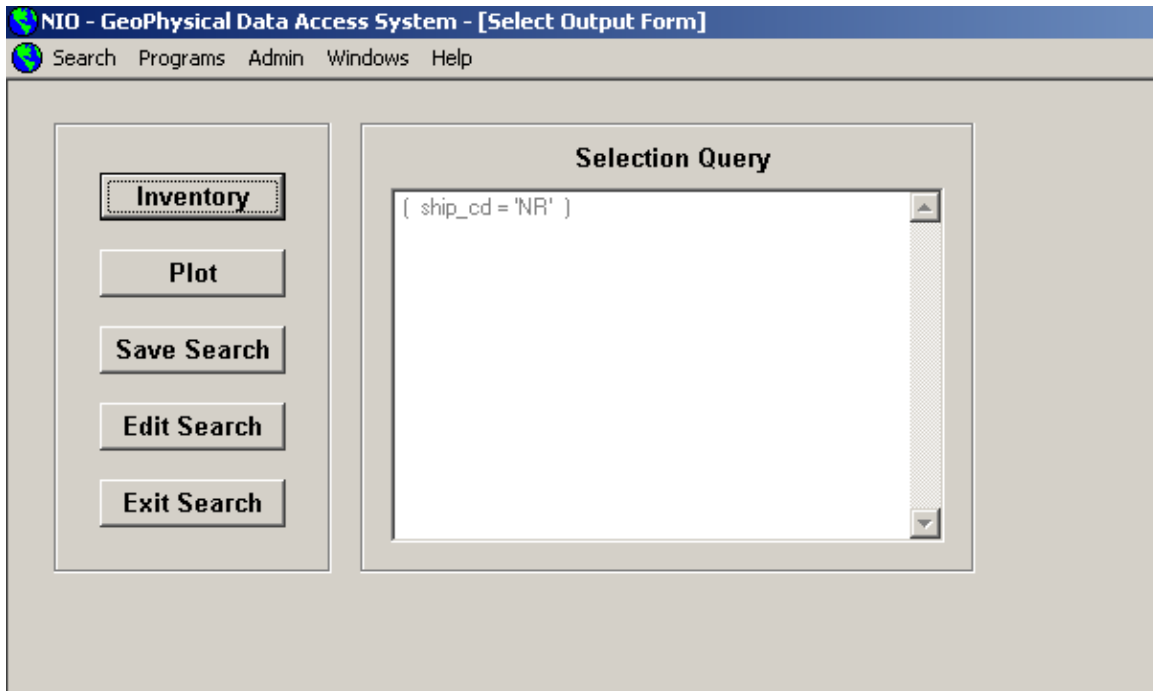 NIO - GeoPhysical Data Access System - [Select Output Form]
Search Programs Admin Windows Help
Inventory
Plot
Save Search
Edit Search
Exit Search
Selection Query
( ship_cd = 'NR' )